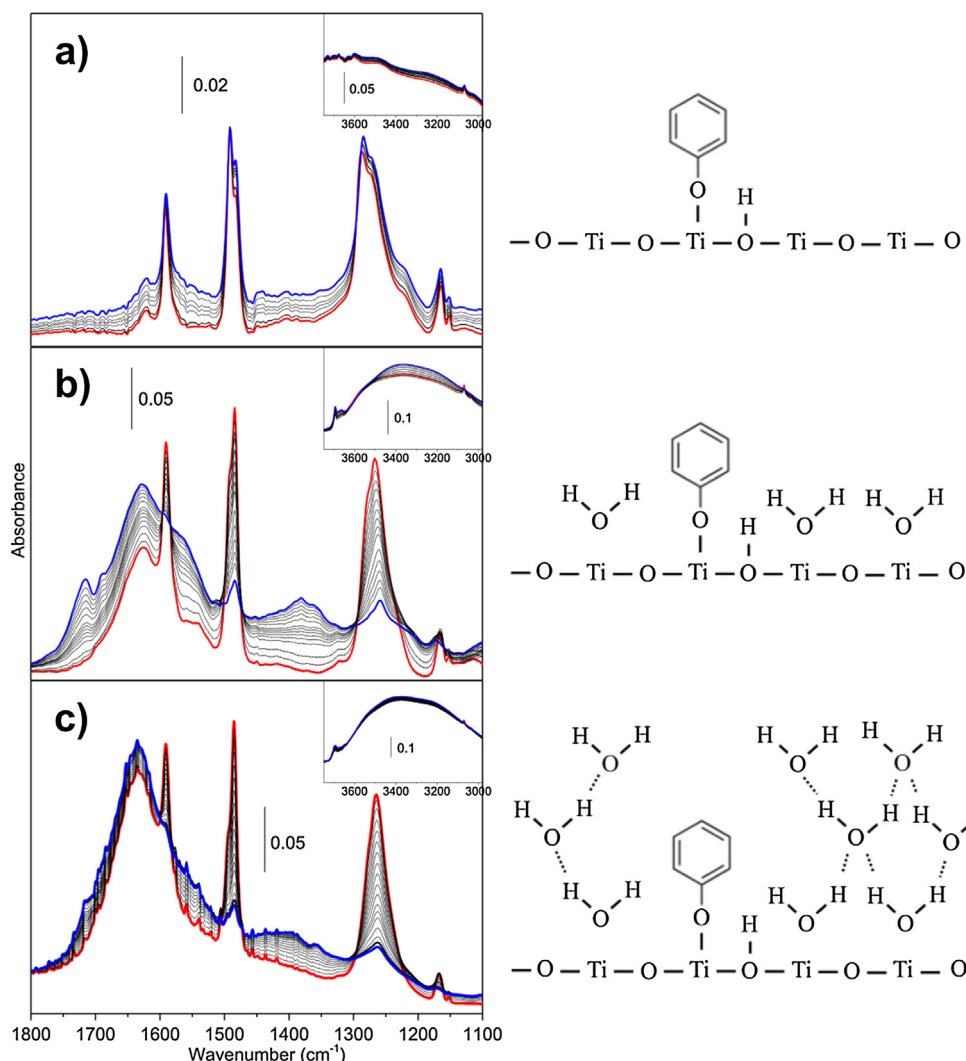 a)
0.02
0.05
3600 3400 3200 3000
O
H
O Ti O Ti O Ti O Ti O
b)
0.05
0.1
3600 3400 3200 3000
H H
O
O
H
H H
O
H H
O
O Ti O Ti O Ti O Ti O
c)
0.05
0.1
3600 3400 3200 3000
H H H H H H
O O O
H H H H H
O O O
H H H H
O O O
O
H
O Ti O Ti O Ti O Ti O
Absorbance
1800 1700 1600 1500 1400 1300 1200 1100
Wavenumber (cm⁻¹)